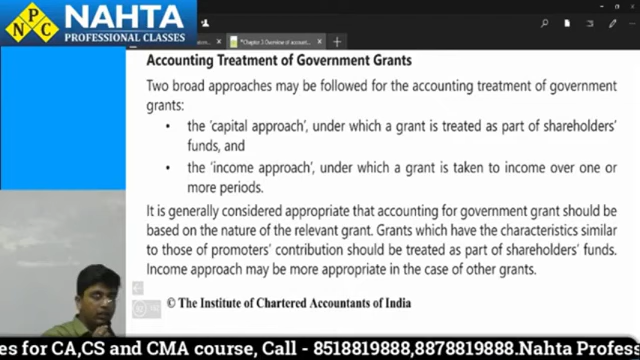 NPC NAHTA
PROFESSIONAL CLASSES
*Chapter 3 Overview of account
Accounting Treatment of Government Grants
Two broad approaches may be followed for the accounting treatment of government
grants:
• the ‘capital approach’, under which a grant is treated as part of shareholders’
funds, and
• the ‘income approach’, under which a grant is taken to income over one or
more periods.
It is generally considered appropriate that accounting for government grant should be
based on the nature of the relevant grant. Grants which have the characteristics similar
to those of promoters’ contribution should be treated as part of shareholders’ funds.
Income approach may be more appropriate in the case of other grants.
© The Institute of Chartered Accountants of India
es for CA,CS and CMA course, Call - 8518819888,8878819888.Nahta Profess